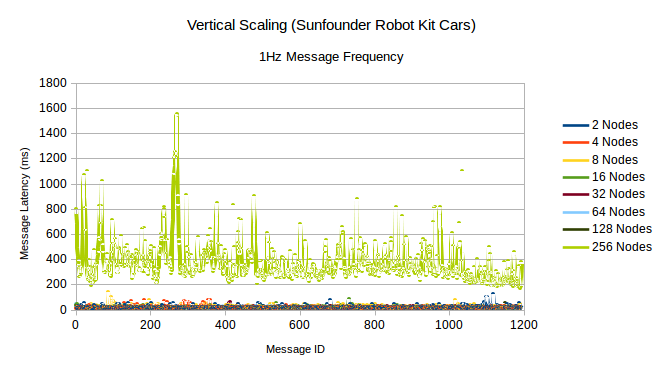 Vertical Scaling (Sunfounder Robot Kit Cars)
1Hz Message Frequency
Message Latency (ms)
1800
1600
1400
1200
1000
800
600
400
200
0
0 200 400 600 800 1000 1200
Message ID
2 Nodes
4 Nodes
8 Nodes
16 Nodes
32 Nodes
64 Nodes
128 Nodes
256 Nodes